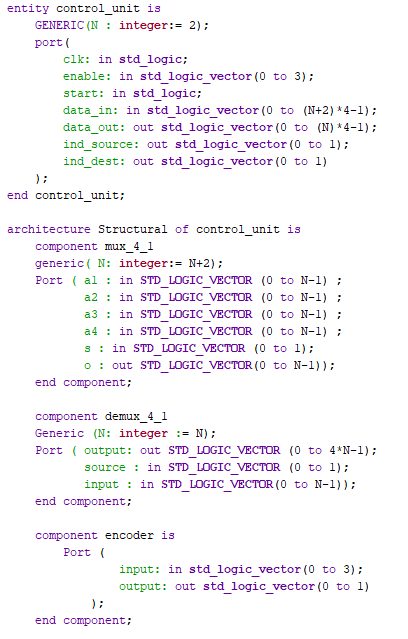 entity control_unit is
GENERIC(N : integer:= 2);
port(
clk: in std_logic;
enable: in std_logic_vector(0 to 3);
start: in std_logic;
data_in: in std_logic_vector(0 to (N+2)*4-1);
data_out: out std_logic_vector(0 to (N)*4-1);
ind_source: out std_logic_vector(0 to 1);
ind_dest: out std_logic_vector(0 to 1)
);
end control_unit;
architecture Structural of control_unit is
component mux_4_1
generic( N: integer:= N+2);
Port ( a1 : in STD_LOGIC_VECTOR (0 to N-1) ;
a2 : in STD_LOGIC_VECTOR (0 to N-1) ;
a3 : in STD_LOGIC_VECTOR (0 to N-1) ;
a4 : in STD_LOGIC_VECTOR (0 to N-1) ;
s : in STD_LOGIC_VECTOR (0 to 1);
o : out STD_LOGIC_VECTOR(0 to N-1));
end component;
component demux_4_1
Generic (N: integer := N);
Port ( output: out STD_LOGIC_VECTOR (0 to 4*N-1);
source : in STD_LOGIC_VECTOR (0 to 1);
input : in STD_LOGIC_VECTOR(0 to N-1));
end component;
component encoder is
Port (
input: in std_logic_vector(0 to 3);
output: out std_logic_vector(0 to 1)
);
end component;